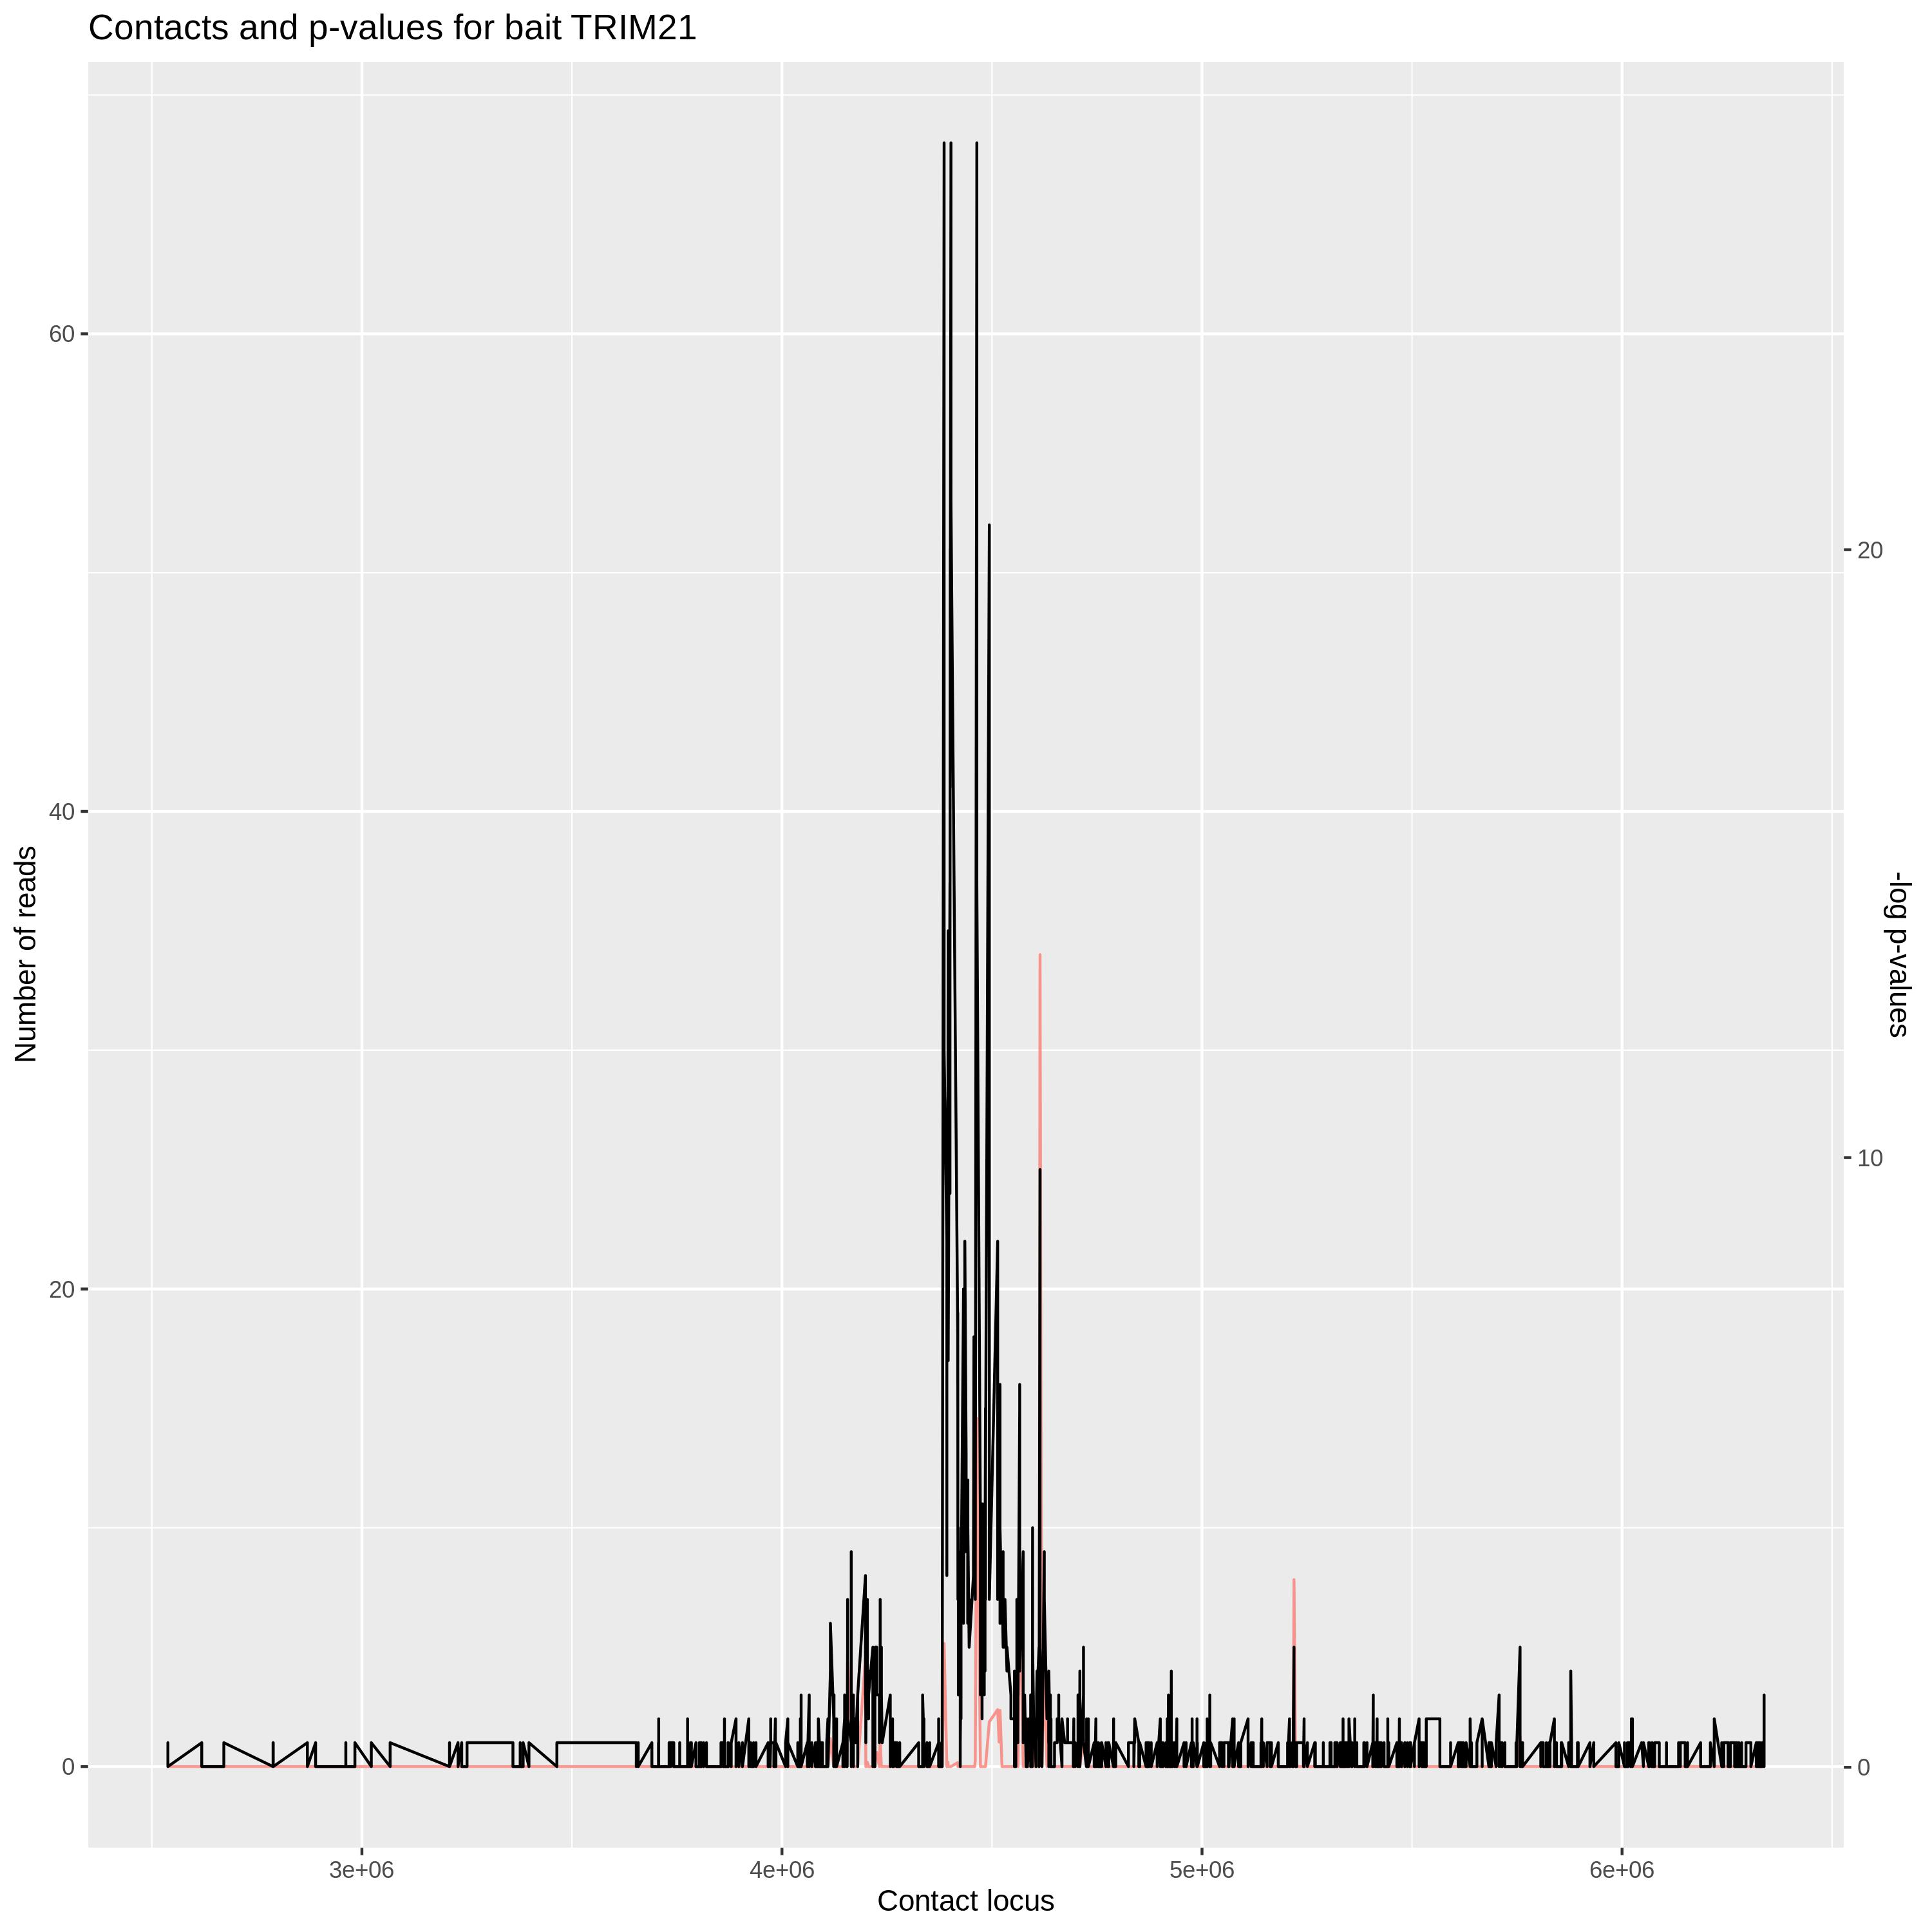 Contacts and p-values for bait TRIM21
60
40
20
0
Number of reads
20
10
0
-log p-values
3e+06
4e+06
5e+06
6e+06
Contact locus